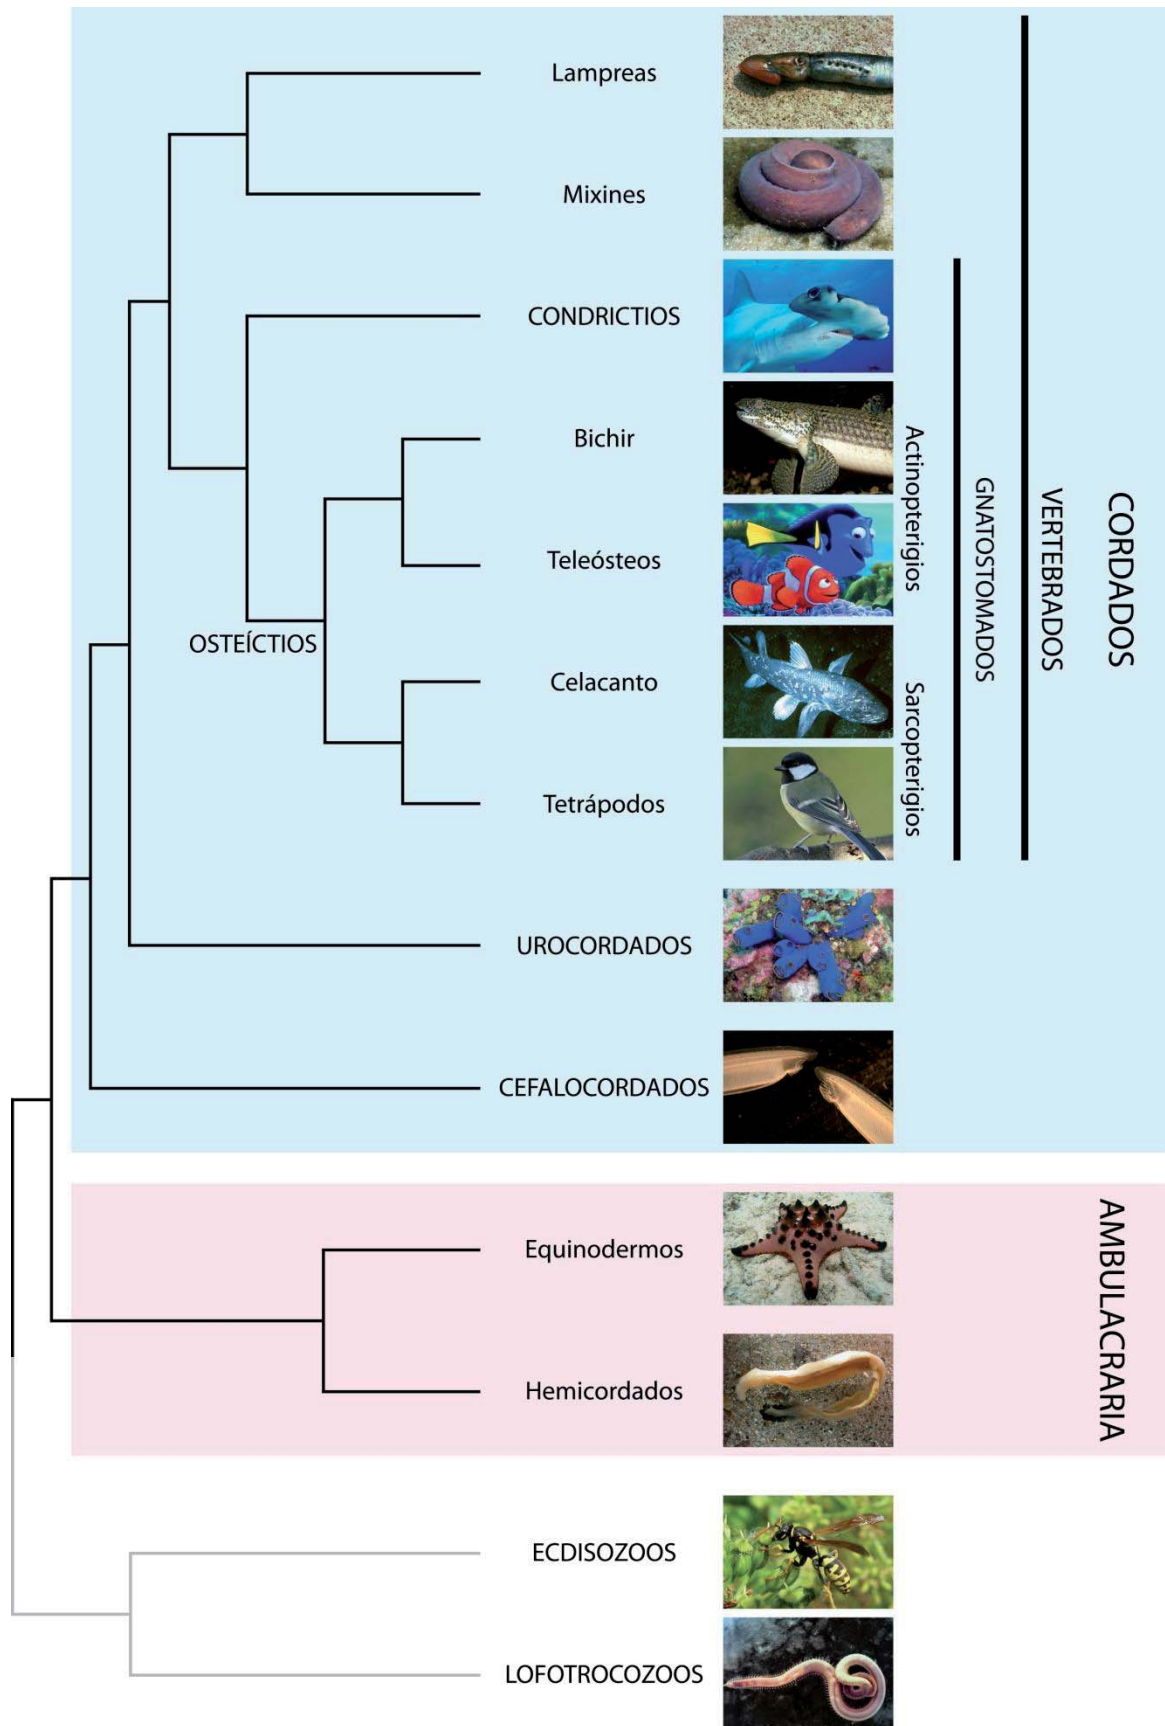 Lampreas
Mixines
CONDRICTIOS
Bichir
Teleósteos
OSTEÍCTIOS
Celacanto
Tetrápodos
Actinopterigios
Sarcopterigios
GNATOSTOMADOS
VERTEBRADOS
CORDADOS
UROCORDADOS
CEFALOCORDADOS
Equinodermos
Hemicordados
AMBULACRARIA
ECDISOZOOS
LOFOTROCOZOOS